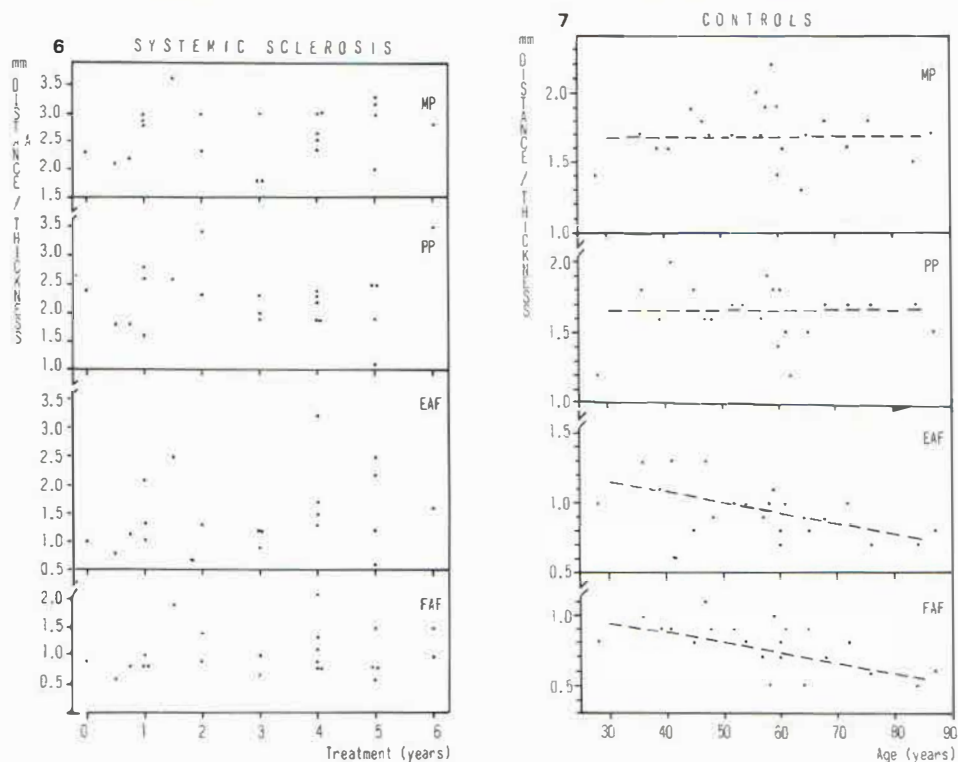 6 SYSTEMIC SCLEROSIS
mm
DISTANCE / THICKNESS
A
MP
3.5
3.0
2.5
2.0
1.5
PP
3.5
3.0
2.5
2.0
1.5
1.0
EAF
3.5
3.0
2.5
2.0
1.5
1.0
0.5
FAF
2.0
1.5
1.0
0.5
0 1 2 3 4 5 6
Treatment (years)
7 CONTROLS
mm
DISTANCE / THICKNESS
MP
2.0
1.5
1.0
PP
2.0
1.5
1.0
EAF
1.5
1.0
0.5
FAF
1.0
0.5
30 40 50 60 70 80 90
Age (years)